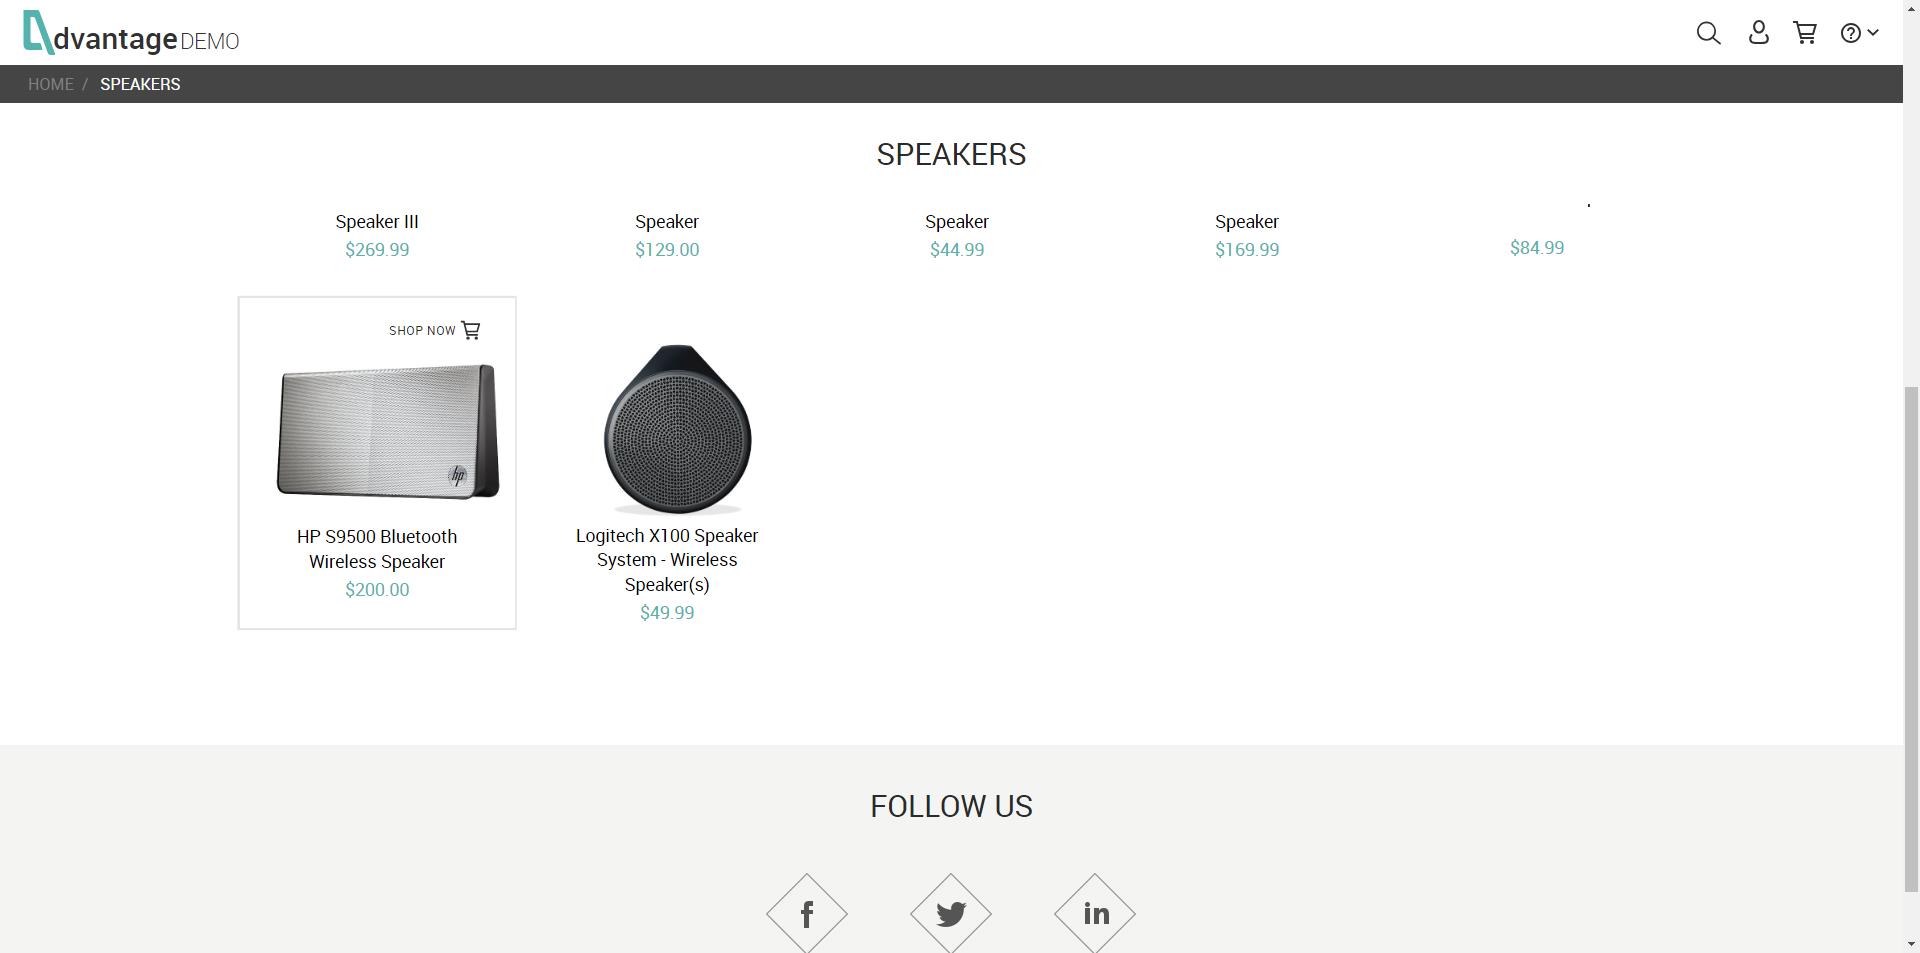 dvantage DEMO
HOME / SPEAKERS
SPEAKERS
Speaker III
$269.99
Speaker
$129.00
Speaker
$44.99
Speaker
$169.99
$84.99
SHOP NOW
hp
HP S9500 Bluetooth
Wireless Speaker
$200.00
Logitech X100 Speaker
System - Wireless
Speaker(s)
$49.99
FOLLOW US
f
in